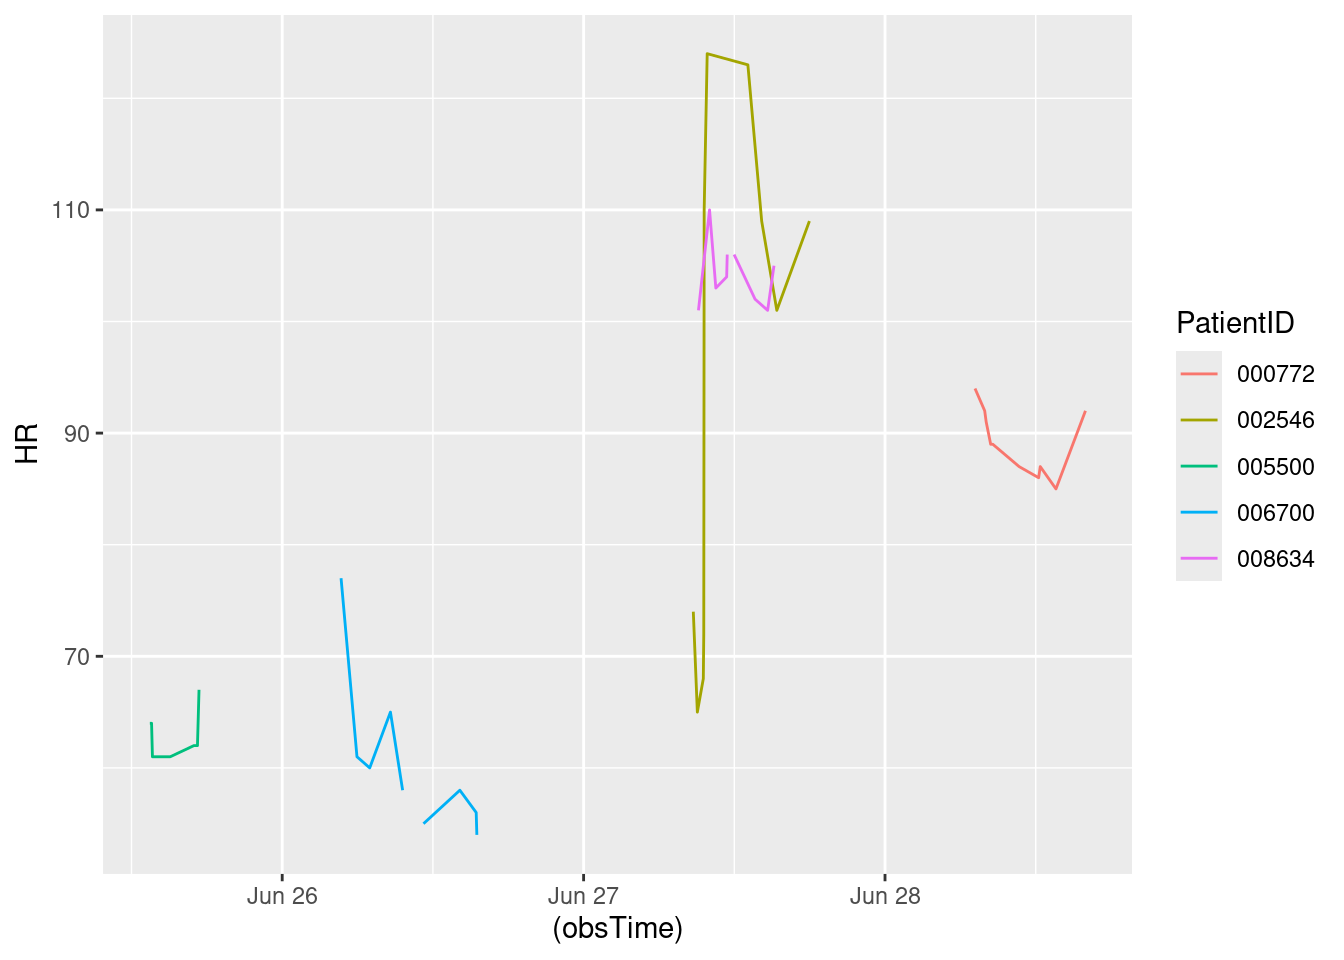 110
90
70
HR
Jun 26
Jun 27
Jun 28
(obsTime)
PatientID
000772
002546
005500
006700
008634